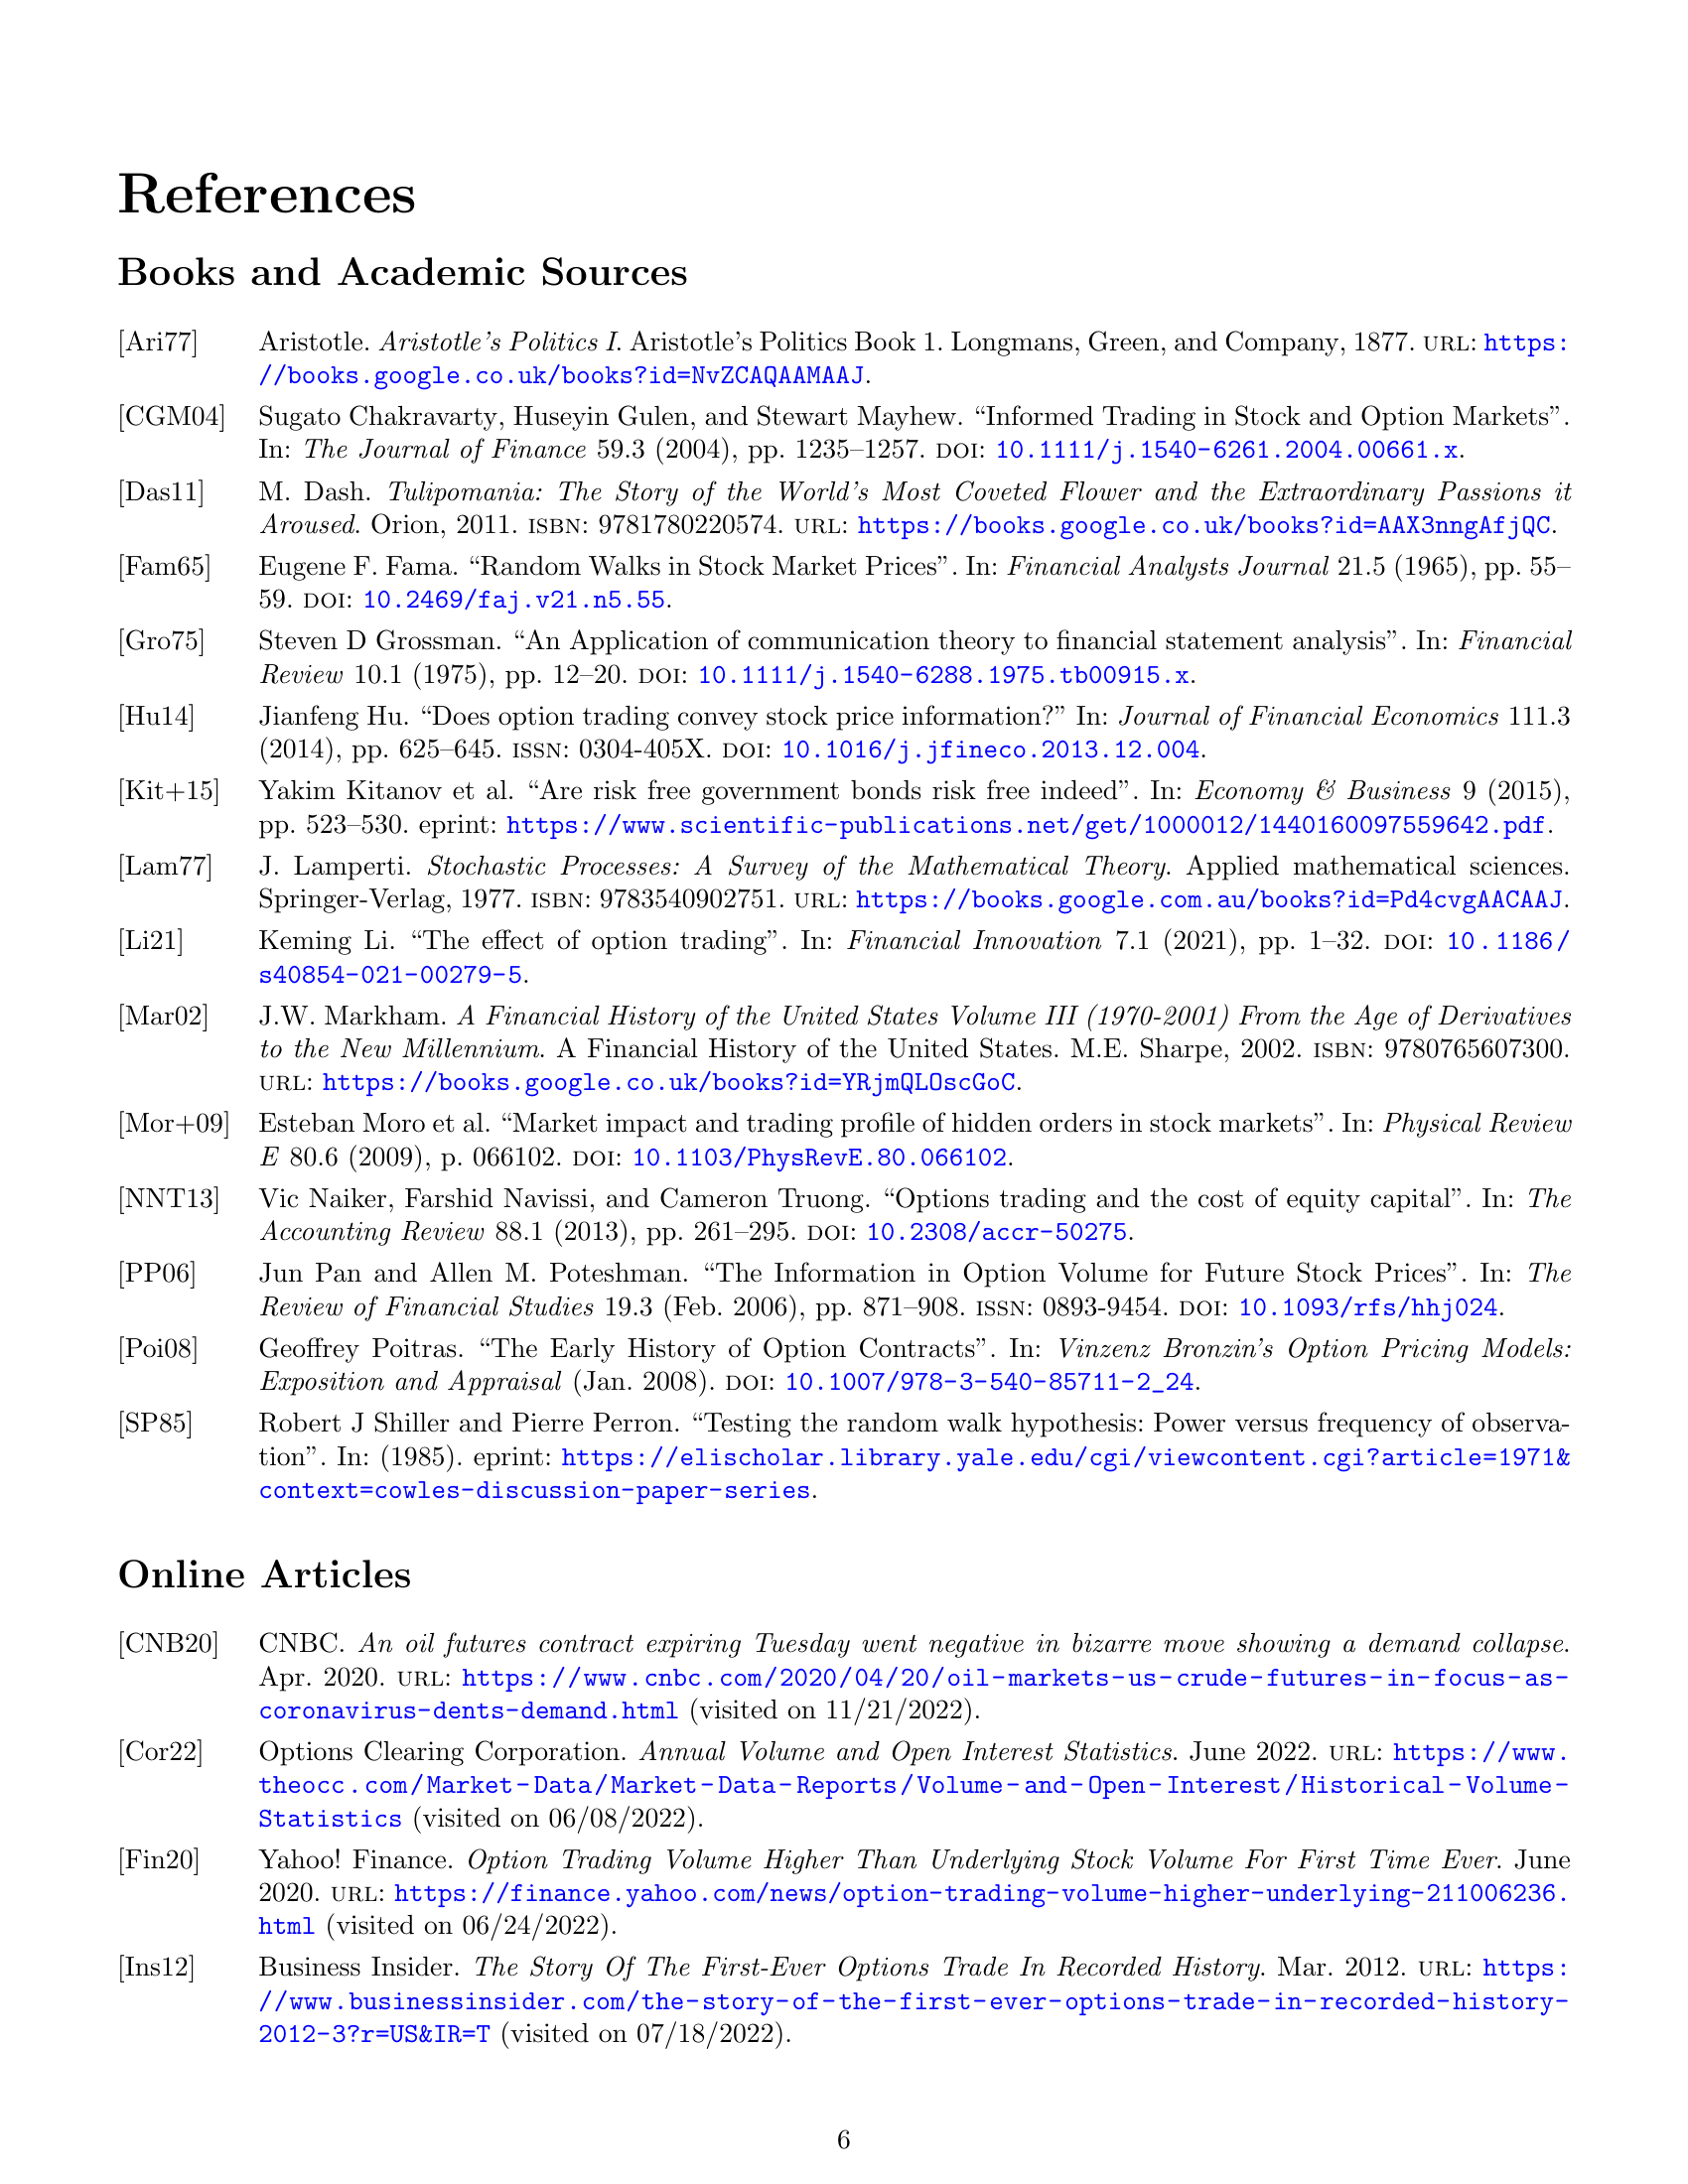 References
Books and Academic Sources
[Ari77] Aristotle. Aristotle's Politics I. Aristotle's Politics Book 1. Longmans, Green, and Company, 1877. URL: https:
//books.google.co.uk/books?id=NvZCAQAAMAAJ.
[CGM04] Sugato Chakravarty, Huseyin Gulen, and Stewart Mayhew. “Informed Trading in Stock and Option Markets”.
In: The Journal of Finance 59.3 (2004), pp. 1235–1257. DOI: 10.1111/j.1540-6261.2004.00661.x.
[Das11] M. Dash. Tulipomania: The Story of the World's Most Coveted Flower and the Extraordinary Passions it
Aroused. Orion, 2011. ISBN: 9781780220574. URL: https://books.google.co.uk/books?id=AAX3nngAfjQC.
[Fam65] Eugene F. Fama. “Random Walks in Stock Market Prices”. In: Financial Analysts Journal 21.5 (1965), pp. 55–
59. DOI: 10.2469/faj.v21.n5.55.
[Gro75] Steven D Grossman. “An Application of communication theory to financial statement analysis”. In: Financial
Review 10.1 (1975), pp. 12–20. DOI: 10.1111/j.1540-6288.1975.tb00915.x.
[Hu14] Jianfeng Hu. “Does option trading convey stock price information?” In: Journal of Financial Economics 111.3
(2014), pp. 625–645. ISSN: 0304-405X. DOI: 10.1016/j.jfineco.2013.12.004.
[Kit+15] Yakim Kitanov et al. “Are risk free government bonds risk free indeed”. In: Economy & Business 9 (2015),
pp. 523–530. eprint: https://www.scientific-publications.net/get/1000012/1440160097559642.pdf.
[Lam77] J. Lamperti. Stochastic Processes: A Survey of the Mathematical Theory. Applied mathematical sciences.
Springer-Verlag, 1977. ISBN: 9783540902751. URL: https://books.google.com.au/books?id=Pd4cvgAACAAJ.
[Li21] Keming Li. “The effect of option trading”. In: Financial Innovation 7.1 (2021), pp. 1–32. DOI: 10.1186/
s40854-021-00279-5.
[Mar02] J.W. Markham. A Financial History of the United States Volume III (1970-2001) From the Age of Derivatives
to the New Millennium. A Financial History of the United States. M.E. Sharpe, 2002. ISBN: 9780765607300.
URL: https://books.google.co.uk/books?id=YRjmQLOscGoC.
[Mor+09] Esteban Moro et al. “Market impact and trading profile of hidden orders in stock markets”. In: Physical Review
E 80.6 (2009), p. 066102. DOI: 10.1103/PhysRevE.80.066102.
[NNT13] Vic Naiker, Farshid Navissi, and Cameron Truong. “Options trading and the cost of equity capital”. In: The
Accounting Review 88.1 (2013), pp. 261–295. DOI: 10.2308/accr-50275.
[PP06] Jun Pan and Allen M. Poteshman. “The Information in Option Volume for Future Stock Prices”. In: The
Review of Financial Studies 19.3 (Feb. 2006), pp. 871–908. ISSN: 0893-9454. DOI: 10.1093/rfs/hhj024.
[Poi08] Geoffrey Poitras. “The Early History of Option Contracts”. In: Vinzenz Bronzin's Option Pricing Models:
Exposition and Appraisal (Jan. 2008). DOI: 10.1007/978-3-540-85711-2_24.
[SP85] Robert J Shiller and Pierre Perron. “Testing the random walk hypothesis: Power versus frequency of observa-
tion”. In: (1985). eprint: https://elischolar.library.yale.edu/cgi/viewcontent.cgi?article=1971&
context=cowles-discussion-paper-series.
Online Articles
[CNB20] CNBC. An oil futures contract expiring Tuesday went negative in bizarre move showing a demand collapse.
Apr. 2020. URL: https://www.cnbc.com/2020/04/20/oil-markets-us-crude-futures-in-focus-as-
coronavirus-dents-demand.html (visited on 11/21/2022).
[Cor22] Options Clearing Corporation. Annual Volume and Open Interest Statistics. June 2022. URL: https://www.
theocc.com/Market-Data/Market-Data-Reports/Volume-and-Open-Interest/Historical-Volume-
Statistics (visited on 06/08/2022).
[Fin20] Yahoo! Finance. Option Trading Volume Higher Than Underlying Stock Volume For First Time Ever. June
2020. URL: https://finance.yahoo.com/news/option-trading-volume-higher-underlying-211006236.
html (visited on 06/24/2022).
[Ins12] Business Insider. The Story Of The First-Ever Options Trade In Recorded History. Mar. 2012. URL: https:
//www.businessinsider.com/the-story-of-the-first-ever-options-trade-in-recorded-history-
2012-3?r=US&IR=T (visited on 07/18/2022).
6